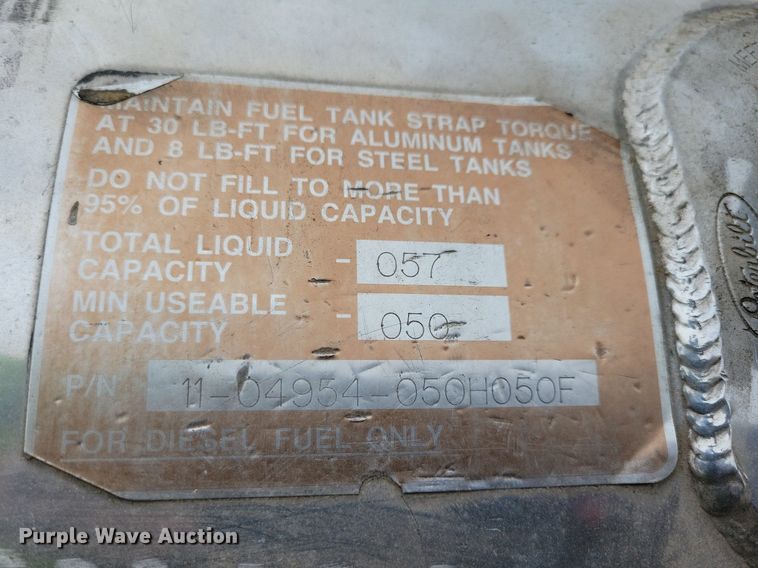 MAINTAIN FUEL TANK STRAP TORQUE
AT 30 LB-FT FOR ALUMINUM TANKS
AND 8 LB-FT FOR STEEL TANKS
DO NOT FILL TO MORE THAN
95% OF LIQUID CAPACITY
TOTAL LIQUID CAPACITY - 057
MIN USEABLE CAPACITY - 050
P/N 11-04954-050H050F
FOR DIESEL FUEL ONLY
Peterbilt
Purple Wave Auction